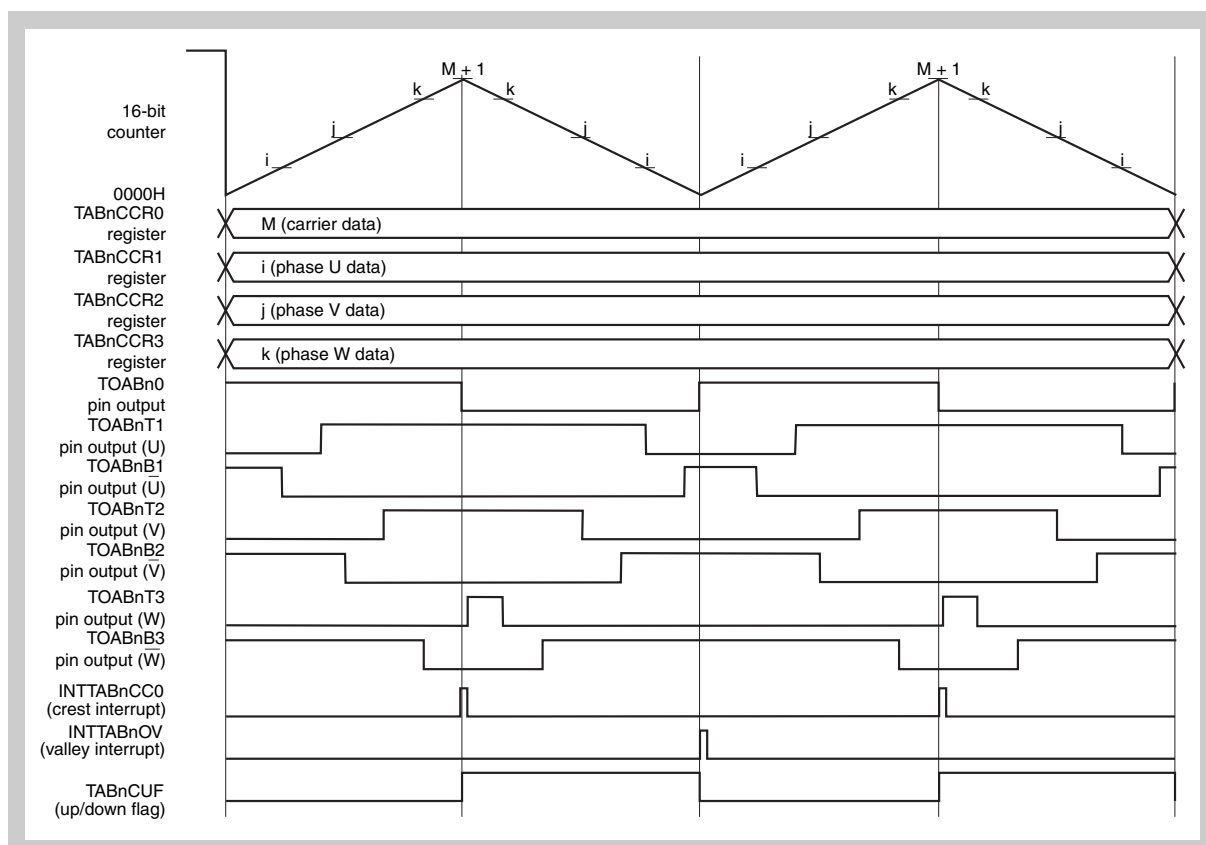 M + 1
M + 1
k
k
k
k
16-bit
counter
j
j
j
j
i
i
i
i
0000H
TABnCCR0
register
M (carrier data)
TABnCCR1
register
i (phase U data)
TABnCCR2
register
j (phase V data)
TABnCCR3
register
k (phase W data)
TOABn0
pin output
TOABnT1
pin output (U)
TOABnB1
pin output (U̅)
TOABnT2
pin output (V)
TOABnB2
pin output (V̅)
TOABnT3
pin output (W)
TOABnB3
pin output (W̅)
INTTABnCC0
(crest interrupt)
INTTABnOV
(valley interrupt)
TABnCUF
(up/down flag)